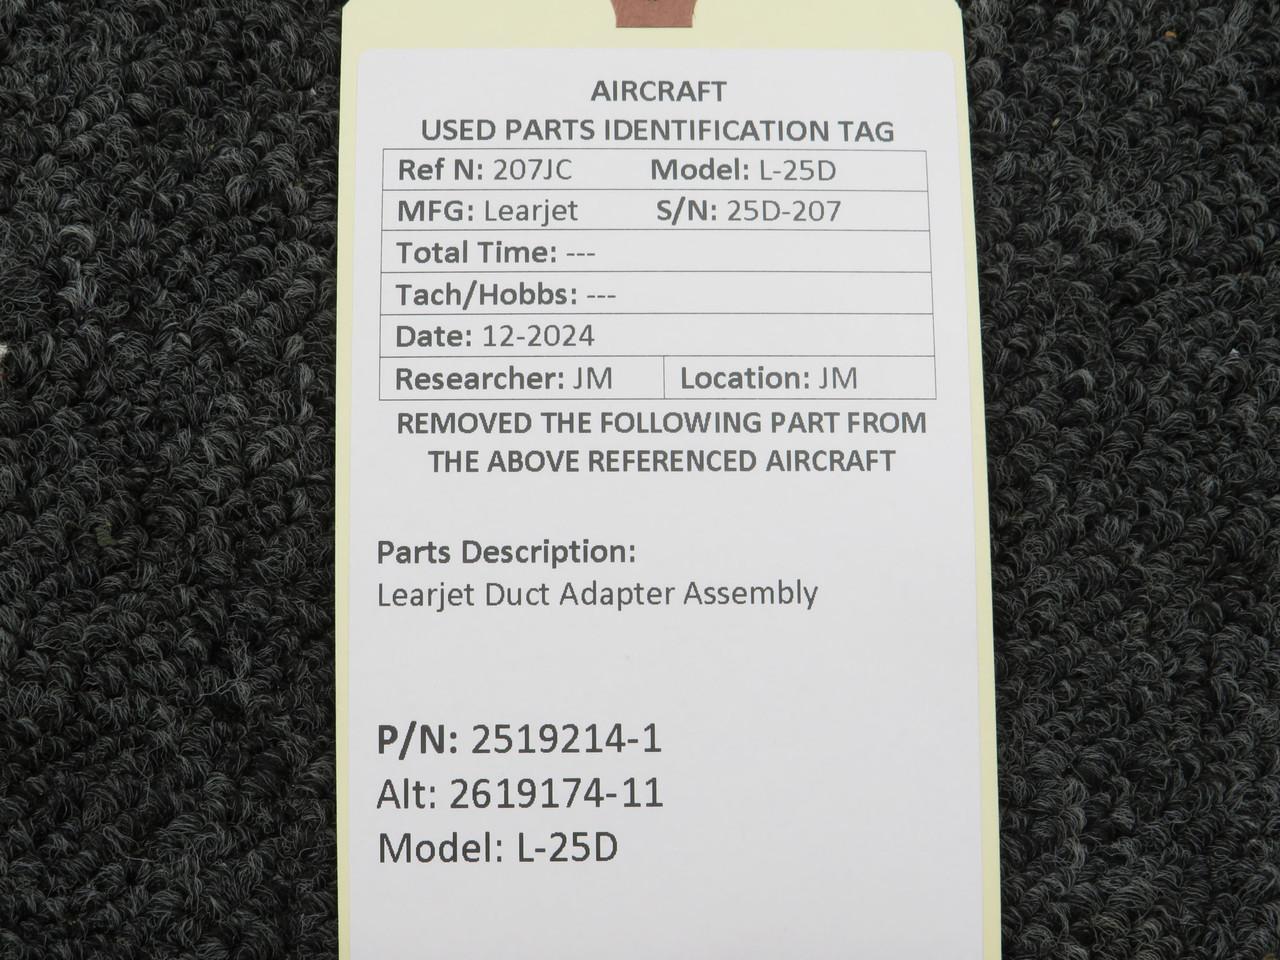 AIRCRAFT
USED PARTS IDENTIFICATION TAG
Ref N: 207JC Model: L-25D
MFG: Learjet S/N: 25D-207
Total Time: ---
Tach/Hobbs: ---
Date: 12-2024
Researcher: JM Location: JM
REMOVED THE FOLLOWING PART FROM
THE ABOVE REFERENCED AIRCRAFT
Parts Description:
Learjet Duct Adapter Assembly
P/N: 2519214-1
Alt: 2619174-11
Model: L-25D